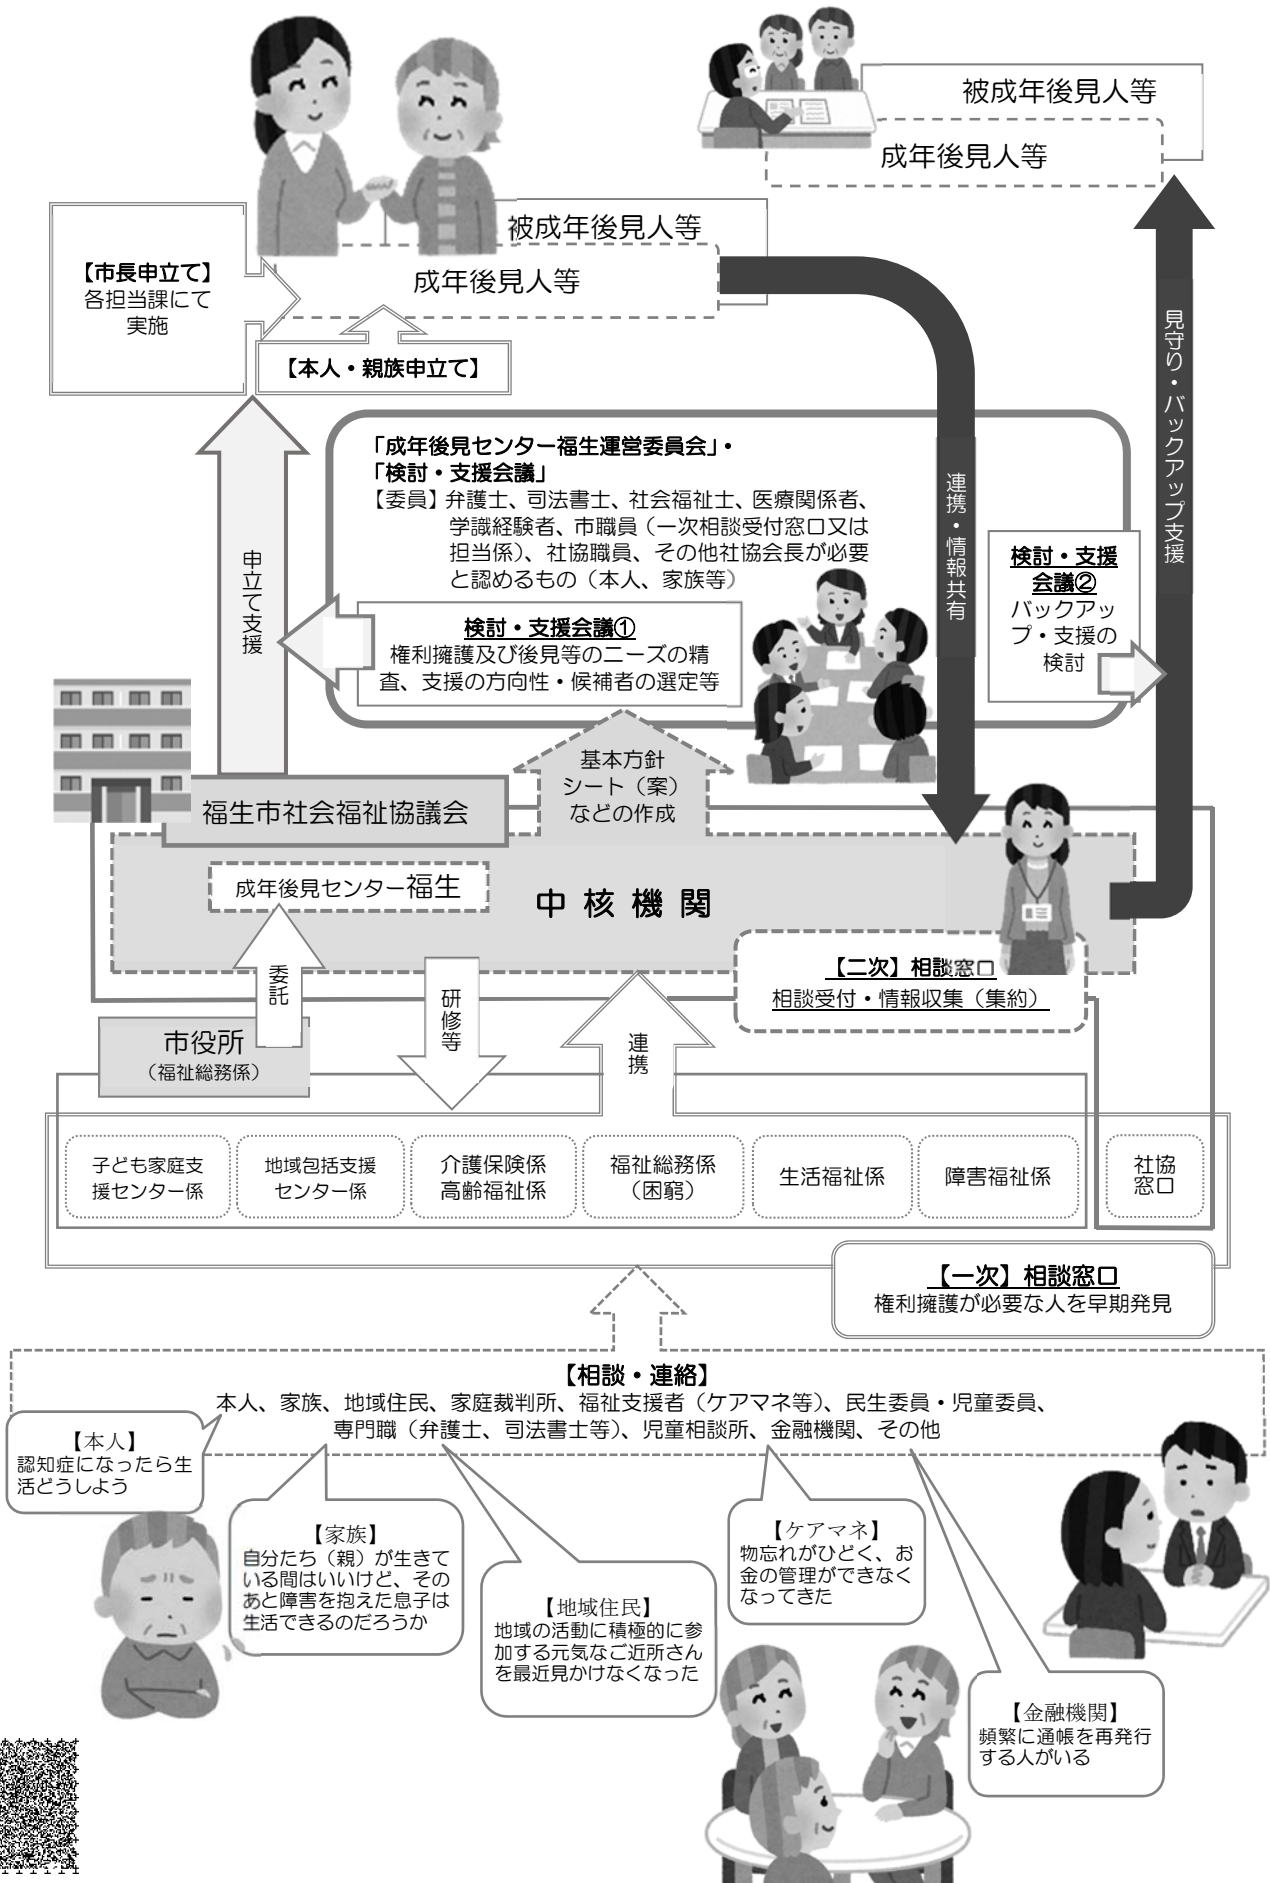 被成年後見人等
成年後見人等
被成年後見人等
成年後見人等
【市長申立て】
各担当課にて
実施
【本人・親族申立て】
見守り・バックアップ支援
「成年後見センター福生運営委員会」・
「検討・支援会議」
【委員】弁護士、司法書士、社会福祉士、医療関係者、
学識経験者、市職員（一次相談受付窓口又は
担当係）、社協職員、その他社協会長が必要
と認めるもの（本人、家族等）
連携・情報共有
申立て支援
検討・支援会議①
権利擁護及び後見等のニーズの精
査、支援の方向性・候補者の選定等
検討・支援
会議②
バックアッ
プ・支援の
検討
基本方針
シート（案）
などの作成
福生市社会福祉協議会
成年後見センター福生
中核機関
【二次】相談窓口
相談受付・情報収集（集約）
委託
研修等
連携
市役所
（福祉総務係）
子ども家庭支
援センター係
地域包括支援
センター係
介護保険係
高齢福祉係
福祉総務係
（困窮）
生活福祉係
障害福祉係
社協
窓口
【一次】相談窓口
権利擁護が必要な人を早期発見
【相談・連絡】
本人、家族、地域住民、家庭裁判所、福祉支援者（ケアマネ等）、民生委員・児童委員、
専門職（弁護士、司法書士等）、児童相談所、金融機関、その他
【本人】
認知症になったら生
活どうしよう
【家族】
自分たち（親）が生きて
いる間はいいけど、その
あと障害を抱えた息子は
生活できるのだろうか
【地域住民】
地域の活動に積極的に参
加する元気なご近所さん
を最近見かけなくなった
【ケアマネ】
物忘れがひどく、お
金の管理ができなく
なってきた
【金融機関】
頻繁に通帳を再発行
する人がいる